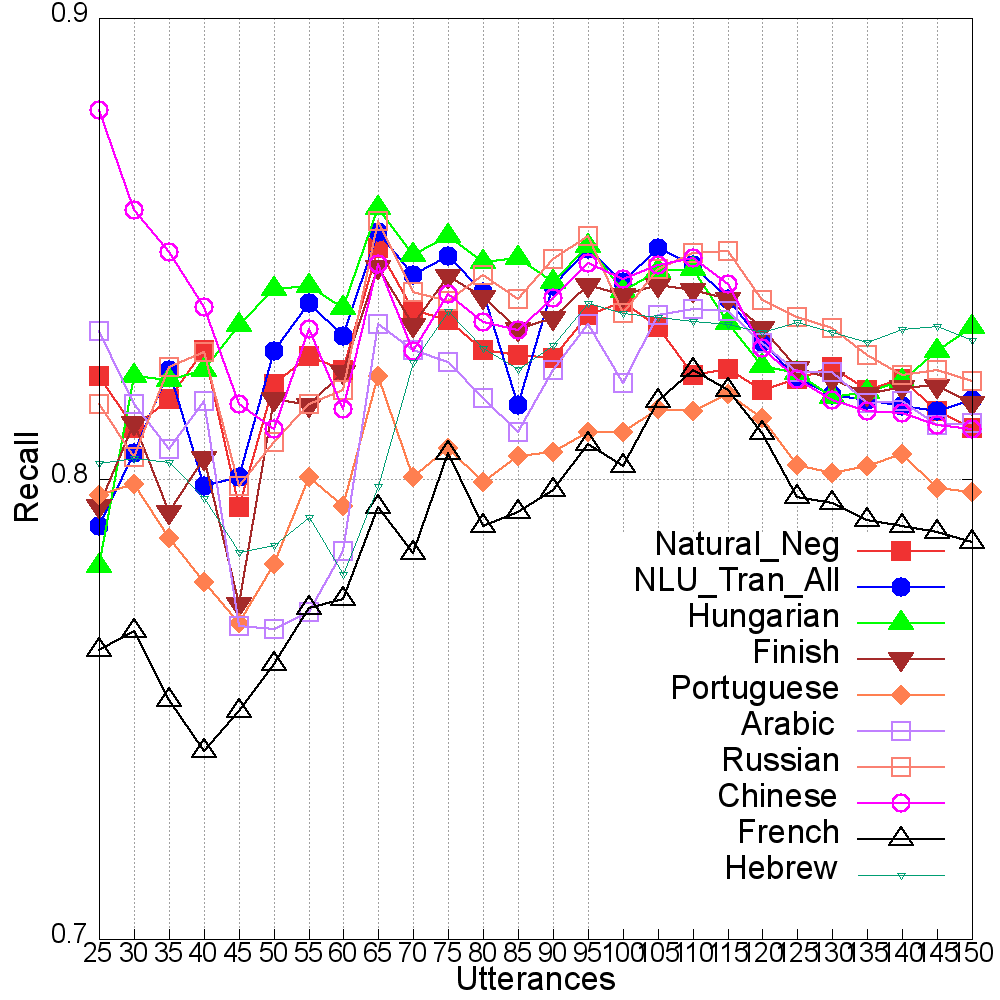 0.9
0.8
0.7
Recall
Natural_Neg
NLU_Tran_All
Hungarian
Finish
Portuguese
Arabic
Russian
Chinese
French
Hebrew
25 30 35 40 45 50 55 60 65 70 75 80 85 90 95 100 105 110 115 120 125 130 135 140 145 150
Utterances